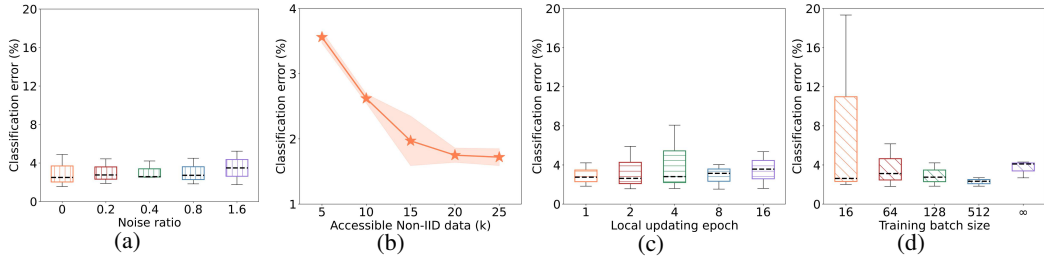 Classification error (%)
20
16
12
8
4
0
0 0.2 0.4 0.8 1.6
Noise ratio
(a)
Classification error (%)
4
3
2
1
5 10 15 20 25
Accessible Non-IID data (k)
(b)
Classification error (%)
20
16
12
8
4
0
1 2 4 8 16
Local updating epoch
(c)
Classification error (%)
20
16
12
8
4
0
16 64 128 512 ∞
Training batch size
(d)